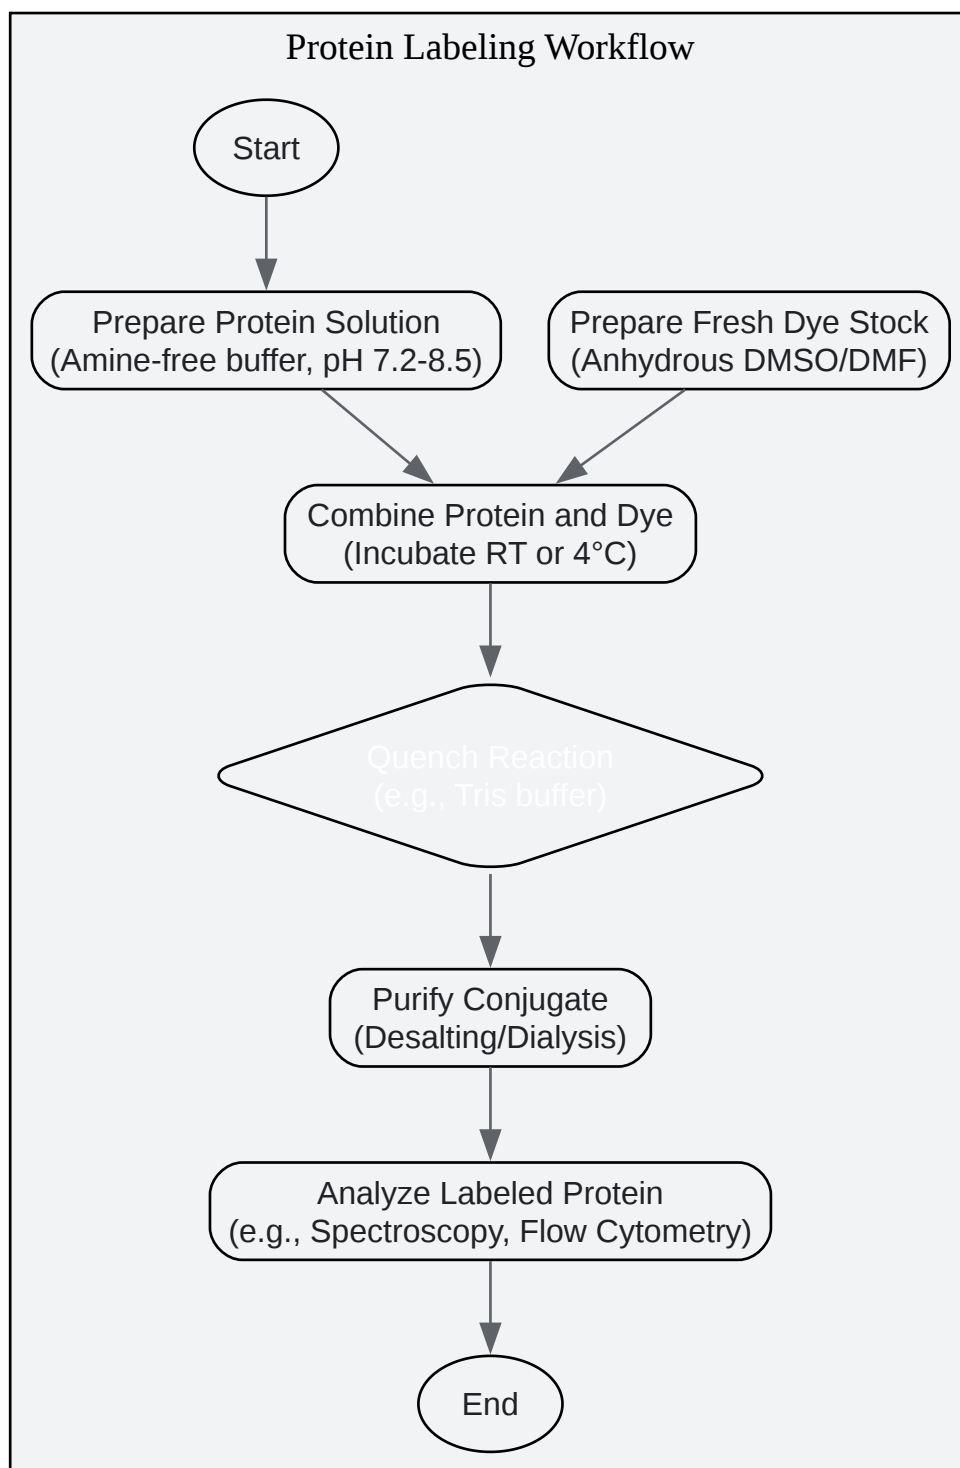 Protein Labeling Workflow
Start
Prepare Protein Solution
(Amine-free buffer, pH 7.2-8.5)
Prepare Fresh Dye Stock
(Anhydrous DMSO/DMF)
Combine Protein and Dye
(Incubate RT or 4°C)
Quench Reaction
(e.g., Tris buffer)
Purify Conjugate
(Desalting/Dialysis)
Analyze Labeled Protein
(e.g., Spectroscopy, Flow Cytometry)
End